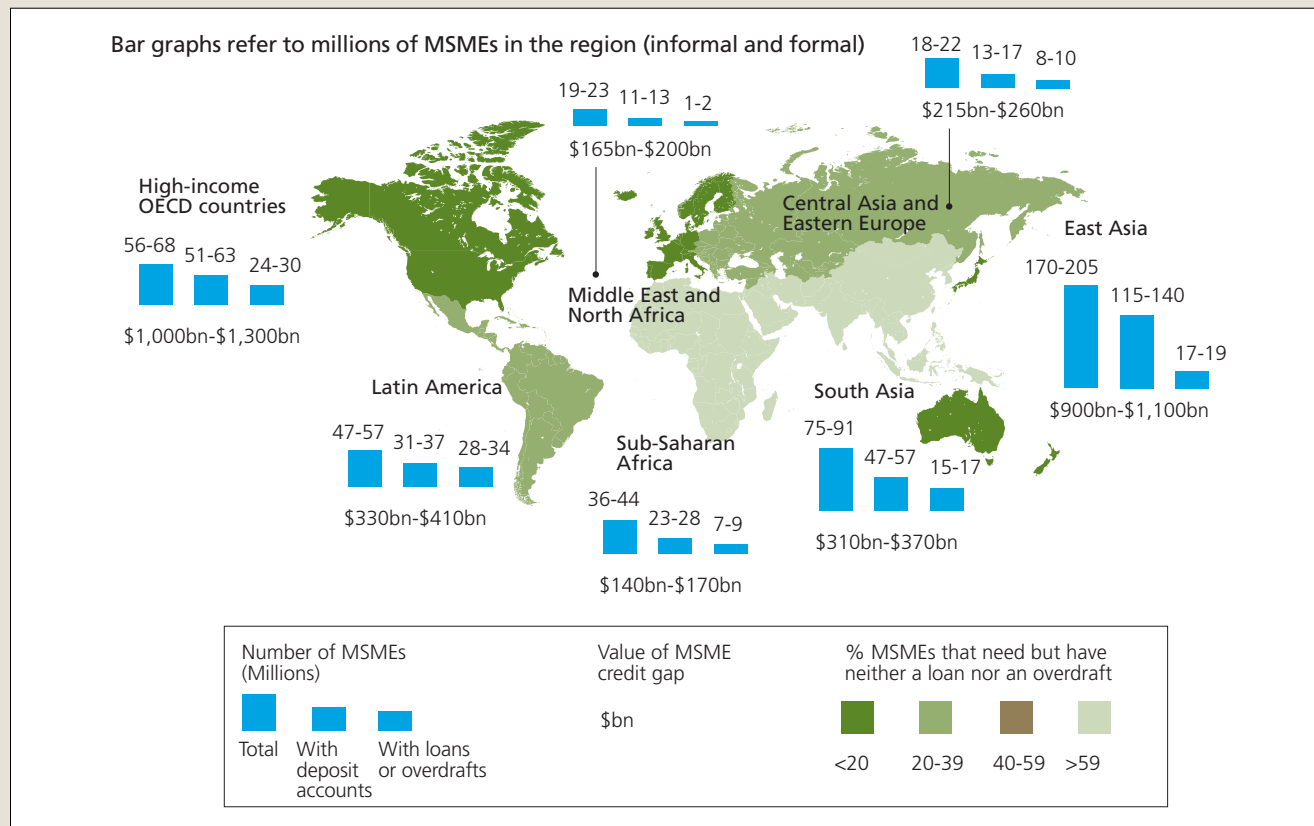 Bar graphs refer to millions of MSMEs in the region (informal and formal)
18-22 13-17 8-10
$215bn-$260bn
19-23 11-13 1-2
$165bn-$200bn
High-income
OECD countries
56-68 51-63 24-30
$1,000bn-$1,300bn
Central Asia and
Eastern Europe
East Asia
170-205 115-140 17-19
$900bn-$1,100bn
Middle East and
North Africa
Latin America
47-57 31-37 28-34
$330bn-$410bn
Sub-Saharan
Africa
36-44 23-28 7-9
$140bn-$170bn
South Asia
75-91 47-57 15-17
$310bn-$370bn
Number of MSMEs
(Millions)
Total
With
deposit
accounts
With loans
or overdrafts
Value of MSME
credit gap
$bn
% MSMEs that need but have
neither a loan nor an overdraft
<20 20-39 40-59 >59